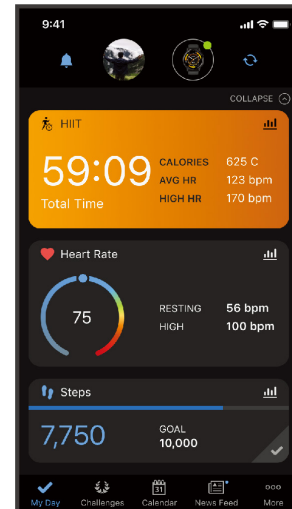 9:41
COLLAPSE
HIIT
59:09
Total Time
CALORIES 625 C
AVG HR 123 bpm
HIGH HR 170 bpm
Heart Rate
75
RESTING 56 bpm
HIGH 100 bpm
Steps
7,750
GOAL
10,000
31
My Day Challenges Calendar News Feed More